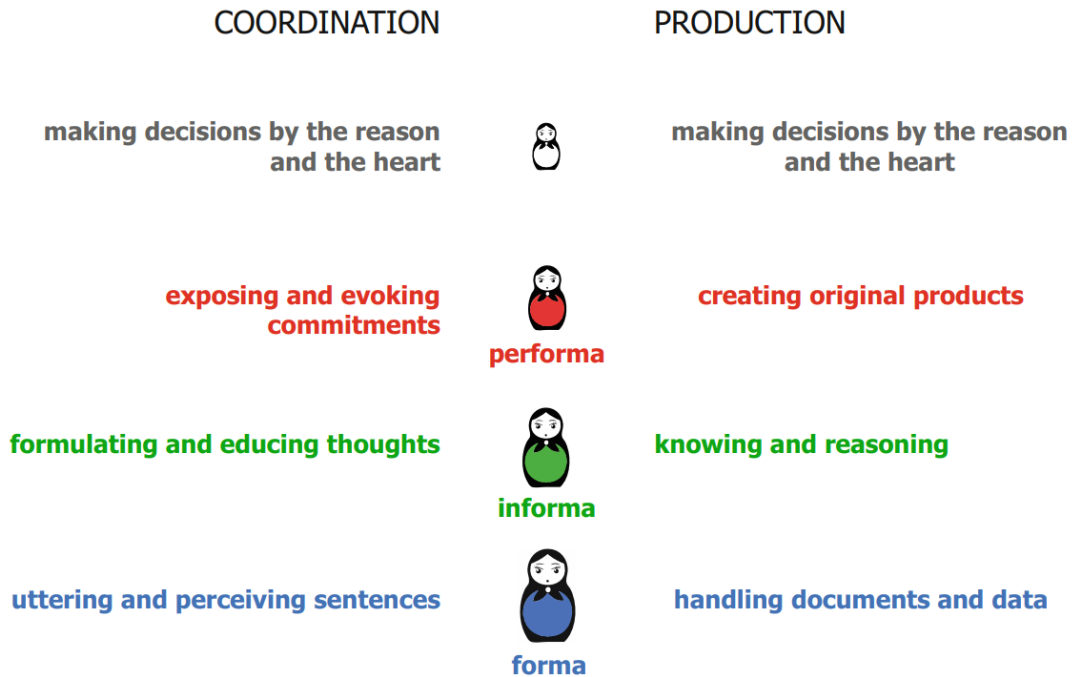 COORDINATION
PRODUCTION
making decisions by the reason
and the heart
making decisions by the reason
and the heart
exposing and evoking
commitments
creating original products
performa
formulating and educing thoughts
knowing and reasoning
informa
uttering and perceiving sentences
handling documents and data
forma